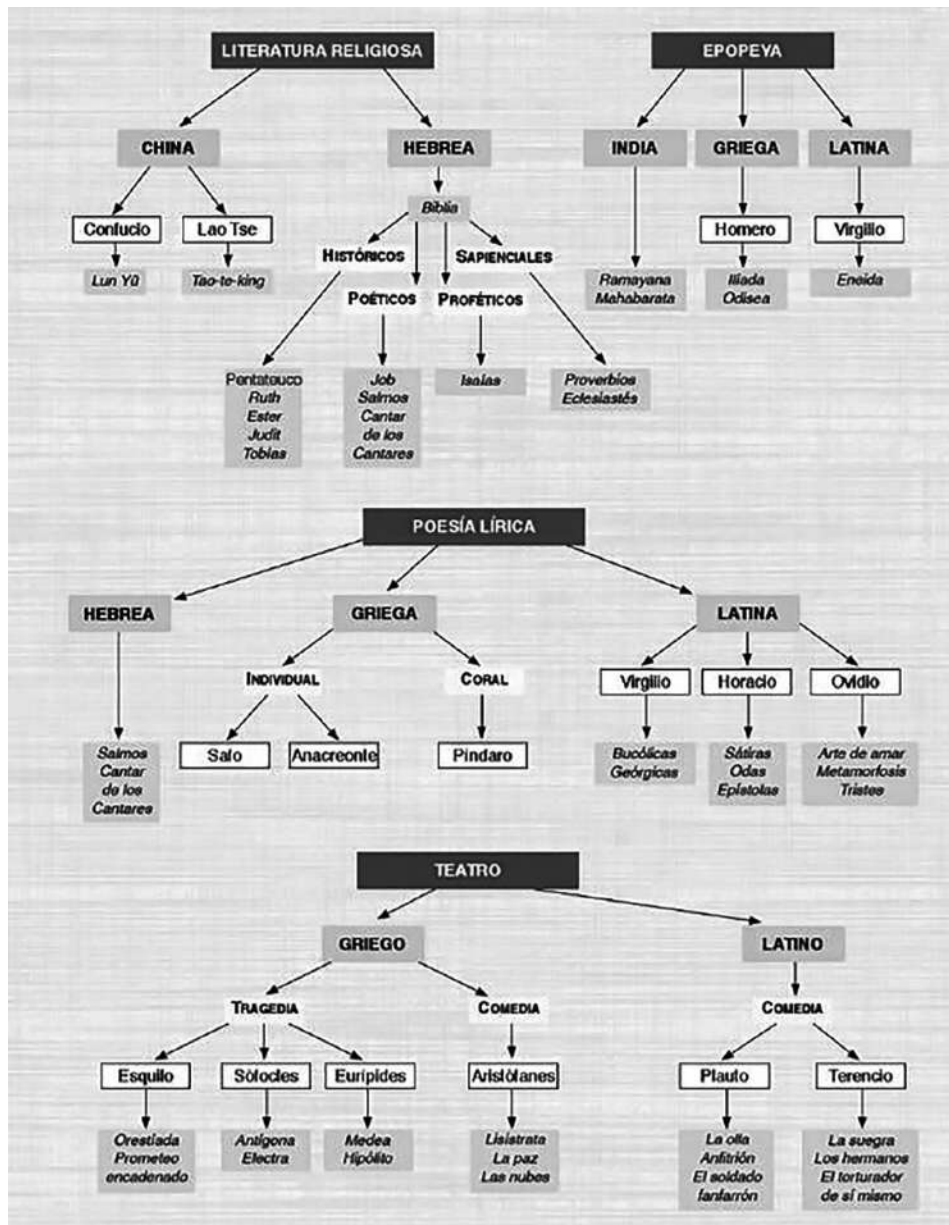 LITERATURA RELIGIOSA
EPOPEYA
CHINA
HEBREA
INDIA
GRIEGA
LATINA
Biblia
Confucio
Lao Tse
Homero
Virgilio
HISTÓRICOS
SAPIENCIALES
Lun Yü
Tao-te-king
Ramayana
Mahabarata
Ilíada
Odisea
Eneida
POÉTICOS
PROFÉTICOS
Pentateuco
Ruth
Ester
Judit
Tobías
Job
Salmos
Cantar
de los
Cantares
Isaías
Proverbios
Eclesiastés
POESÍA LÍRICA
HEBREA
GRIEGA
LATINA
INDIVIDUAL
CORAL
Virgilio
Horacio
Ovidio
Safo
Anacreonte
Píndaro
Salmos
Cantar
de los
Cantares
Bucólicas
Geórgicas
Sátiras
Odas
Epístolas
Arte de amar
Metamorfosis
Tristes
TEATRO
GRIEGO
LATINO
TRAGEDIA
COMEDIA
COMEDIA
Esquilo
Sófocles
Eurípides
Aristófanes
Plauto
Terencio
Orestíada
Prometeo
encadenado
Antígona
Electra
Medea
Hipólito
Lisístrata
La paz
Las nubes
La olla
Anfitrión
El soldado
fanfarrón
La suegra
Los hermanos
El torturador
de sí mismo